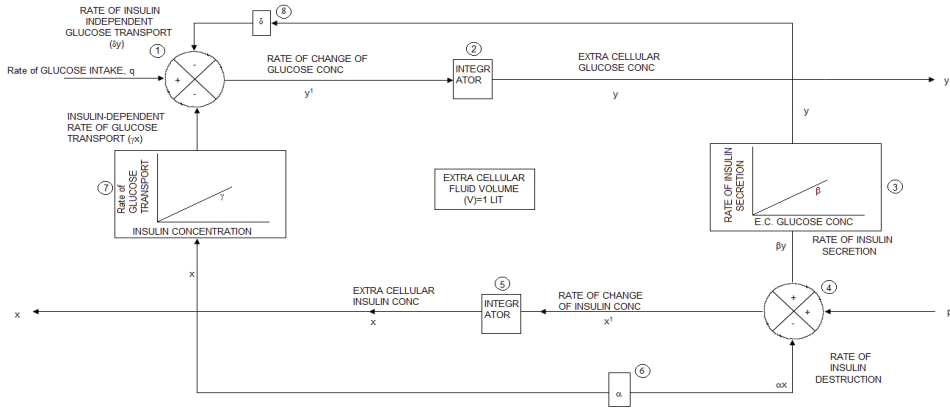 RATE OF INSULIN
INDEPENDENT
GLUCOSE TRANSPORT (δy)
δ
8
1
-
+
-
Rate of GLUCOSE INTAKE, q
RATE OF CHANGE OF
GLUCOSE CONC
y¹
2
INTEGR
ATOR
EXTRA CELLULAR
GLUCOSE CONC
y
y
y
INSULIN-DEPENDENT
RATE OF GLUCOSE
TRANSPORT (γx)
7
Rate of
GLUCOSE
TRANSPORT
γ
INSULIN CONCENTRATION
EXTRA CELLULAR
FLUID VOLUME
(V)=1 LIT
RATE OF INSULIN
SECRETION
β
3
E.C. GLUCOSE CONC
βy
RATE OF INSULIN
SECRETION
x
x
EXTRA CELLULAR
INSULIN CONC
x
5
INTEGR
ATOR
RATE OF CHANGE
OF INSULIN CONC
x¹
4
+
+
-
p
RATE OF
INSULIN
DESTRUCTION
6
α
αx